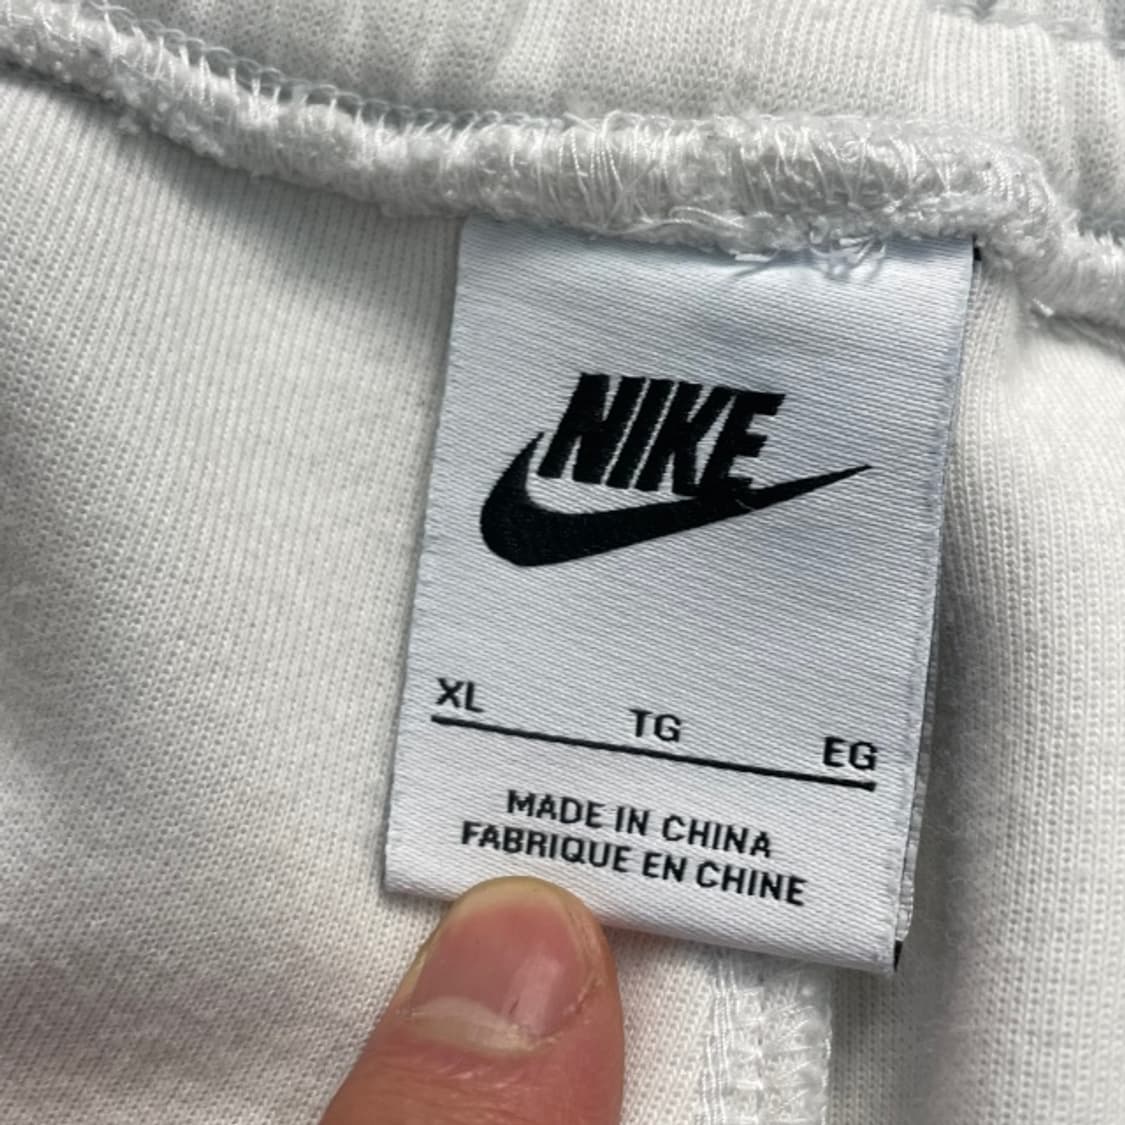 NIKE
XL TG EG
MADE IN CHINA
FABRIQUE EN CHINE